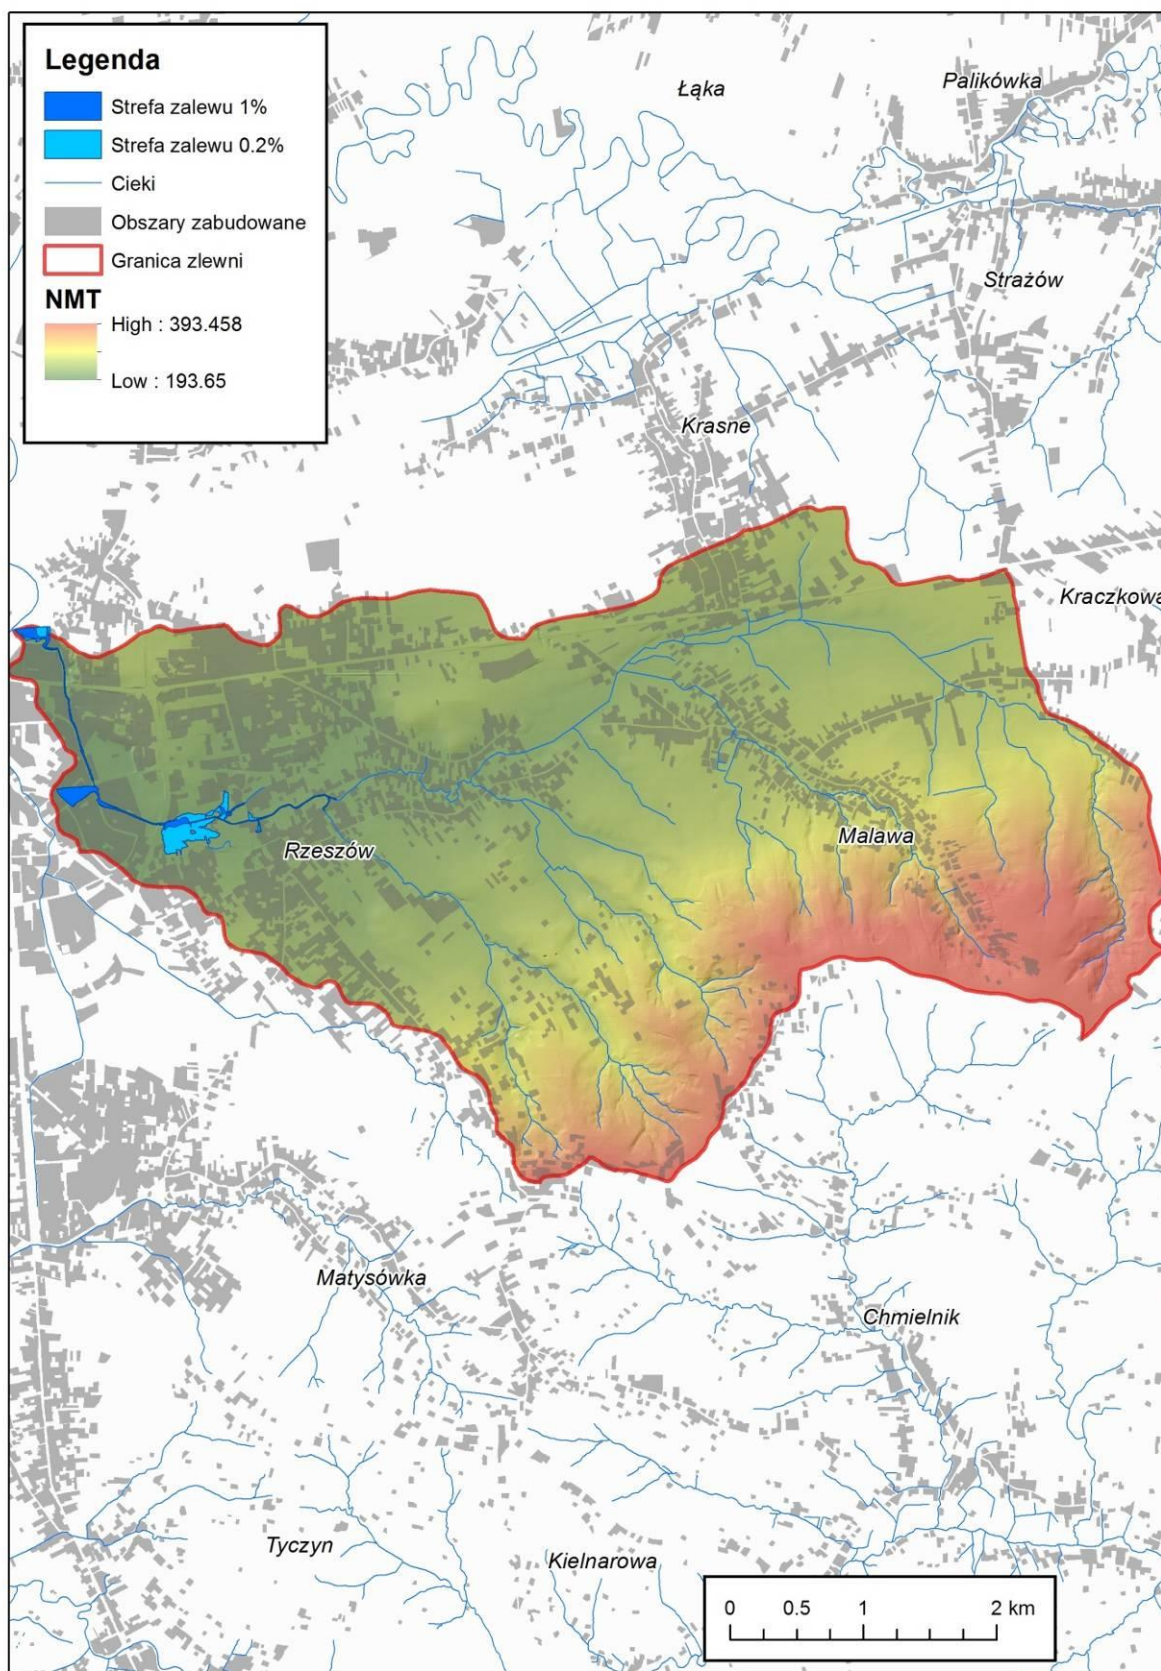 Legenda
Strefa zalewu 1%
Strefa zalewu 0.2%
Cieki
Obszary zabudowane
Granica zlewni
NMT
High : 393.458
Low : 193.65
Łąka
Palikówka
Strażów
Krasne
Kraczkowa
Rzeszów
Malawa
Matysówka
Chmielnik
Tyczyn
Kielnarowa
0 0.5 1 2 km